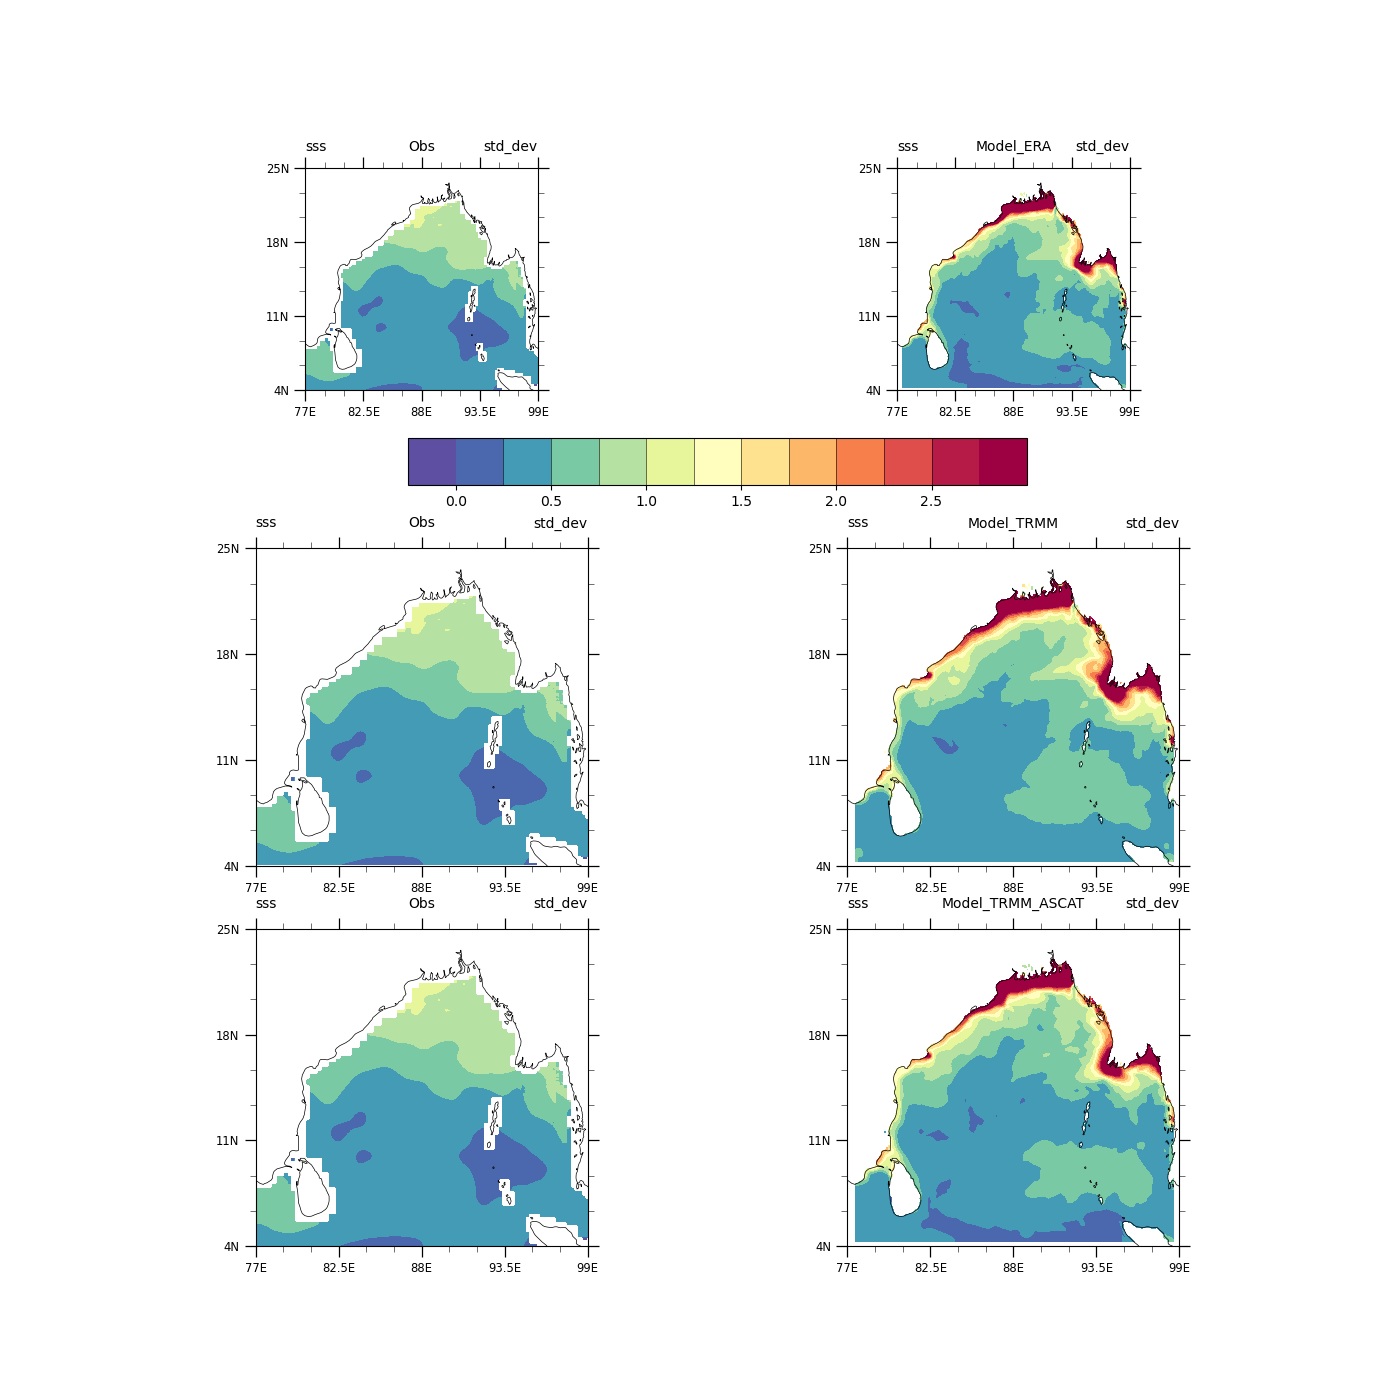 sss Obs std_dev
sss Model_ERA std_dev
25N
18N
11N
4N
77E 82.5E 88E 93.5E 99E
25N
18N
11N
4N
77E 82.5E 88E 93.5E 99E
0.0 0.5 1.0 1.5 2.0 2.5
sss Obs std_dev
sss Model_TRMM std_dev
25N
18N
11N
4N
77E 82.5E 88E 93.5E 99E
25N
18N
11N
4N
77E 82.5E 88E 93.5E 99E
sss Obs std_dev
sss Model_TRMM_ASCAT std_dev
25N
18N
11N
4N
77E 82.5E 88E 93.5E 99E
25N
18N
11N
4N
77E 82.5E 88E 93.5E 99E